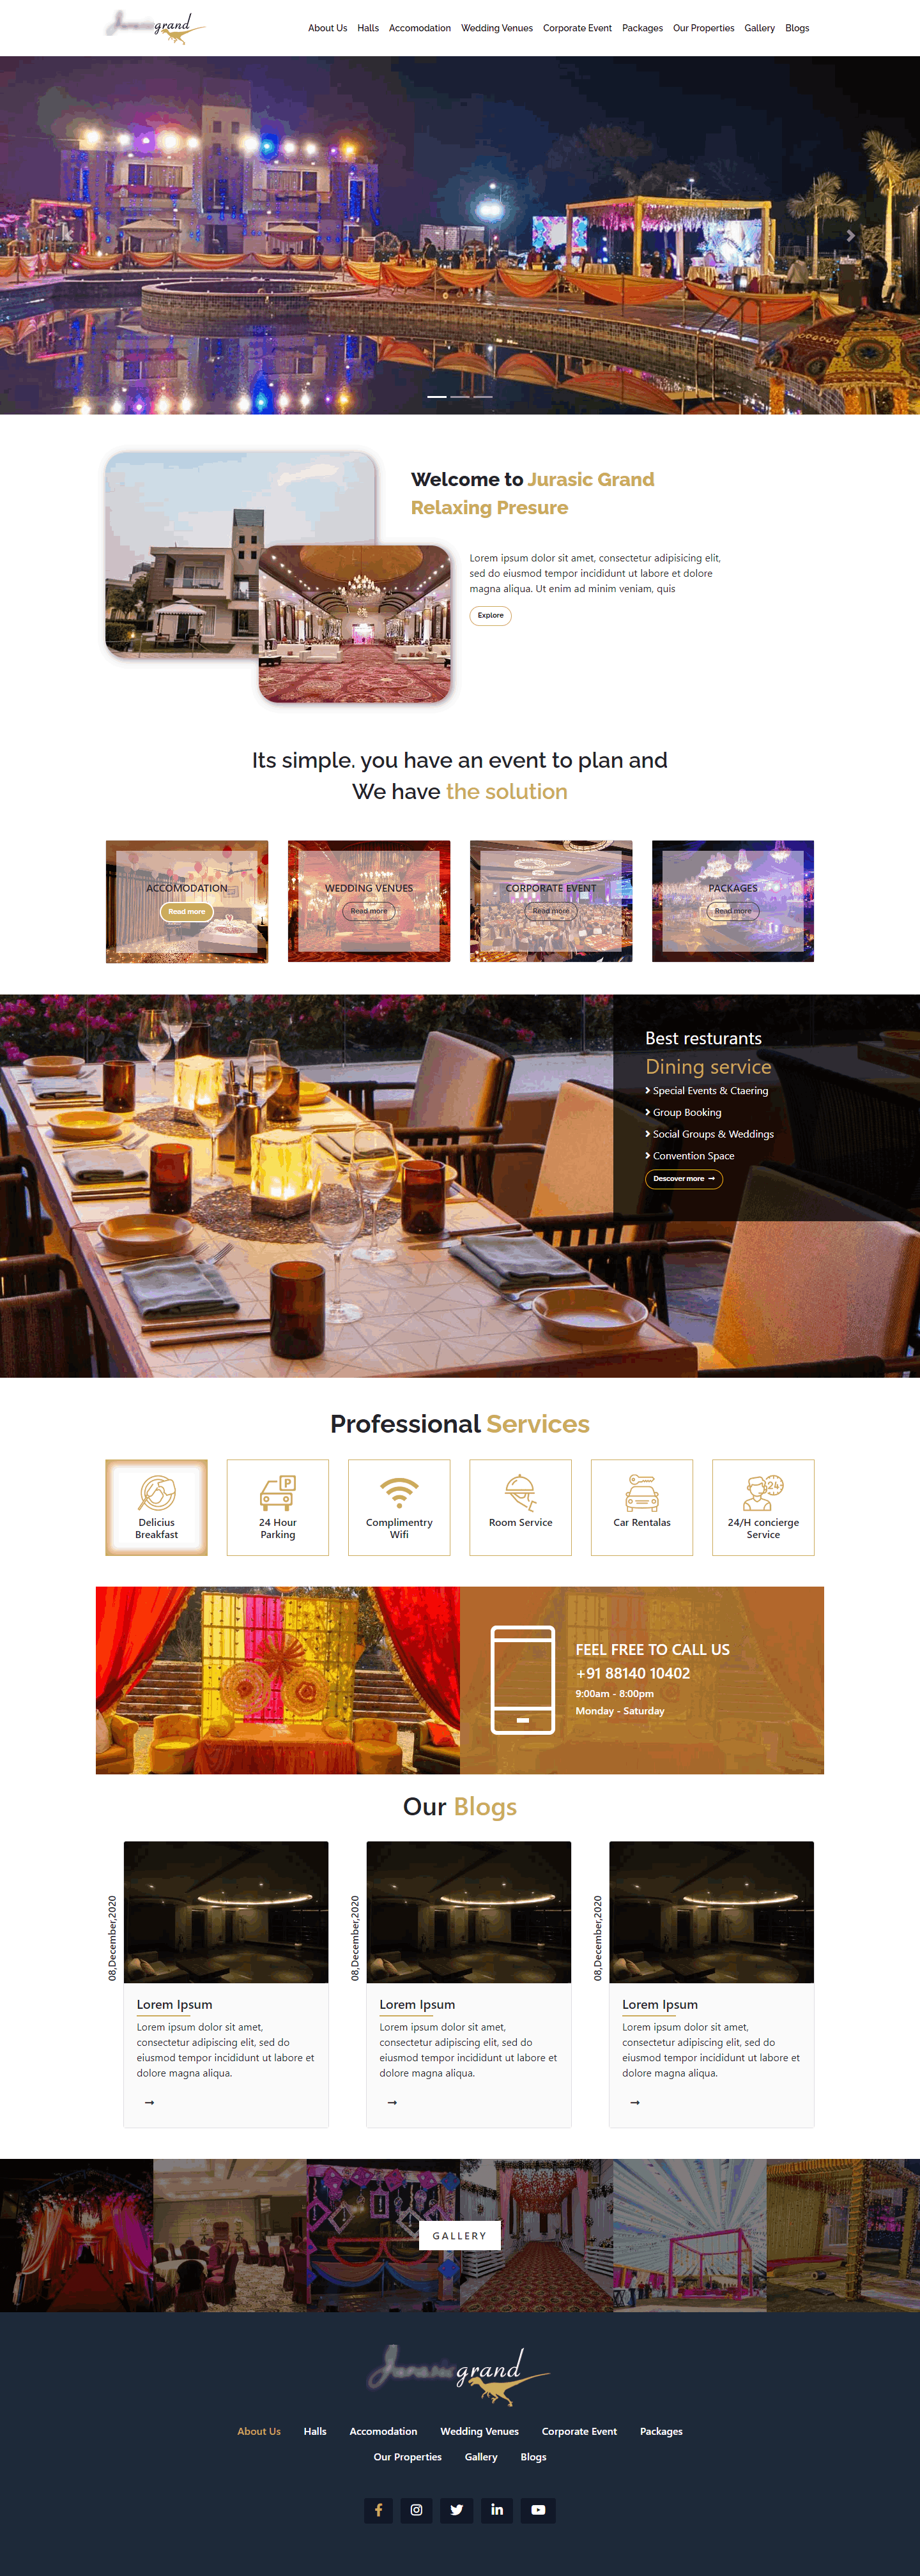 Jurasic grand
About Us Halls Accomodation Wedding Venues Corporate Event Packages Our Properties Gallery Blogs
Welcome to Jurasic Grand
Relaxing Presure
Lorem ipsum dolor sit amet, consectetur adipisicing elit,
sed do eiusmod tempor incididunt ut labore et dolore
magna aliqua. Ut enim ad minim veniam, quis
Explore
Its simple. you have an event to plan and
We have the solution
ACCOMODATION
Read more
WEDDING VENUES
Read more
CORPORATE EVENT
Read more
PACKAGES
Read more
Best resturants
Dining service
Special Events & Ctaering
Group Booking
Social Groups & Weddings
Convention Space
Descover more
Professional Services
Delicius
Breakfast
P
24 Hour
Parking
Complimentry
Wifi
Room Service
Car Rentalas
24
24/H concierge
Service
FEEL FREE TO CALL US
+91 88140 10402
9:00am - 8:00pm
Monday - Saturday
Our Blogs
08,December,2020
Lorem Ipsum
Lorem ipsum dolor sit amet,
consectetur adipiscing elit, sed do
eiusmod tempor incididunt ut labore et
dolore magna aliqua.
08,December,2020
Lorem Ipsum
Lorem ipsum dolor sit amet,
consectetur adipiscing elit, sed do
eiusmod tempor incididunt ut labore et
dolore magna aliqua.
08,December,2020
Lorem Ipsum
Lorem ipsum dolor sit amet,
consectetur adipiscing elit, sed do
eiusmod tempor incididunt ut labore et
dolore magna aliqua.
GALLERY
Jurasic grand
About Us Halls Accomodation Wedding Venues Corporate Event Packages
Our Properties Gallery Blogs